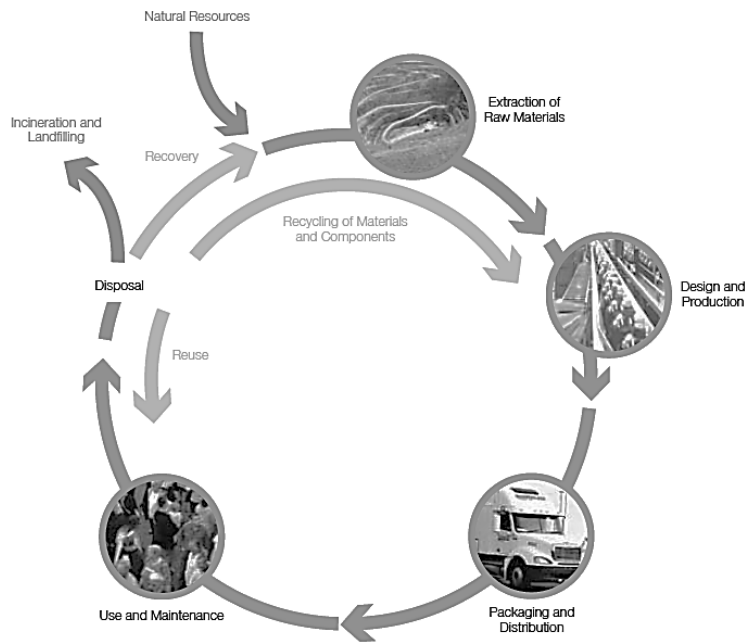 Natural Resources
Extraction of
Raw Materials
Incineration and
Landfilling
Recovery
Recycling of Materials
and Components
Disposal
Design and
Production
Reuse
Use and Maintenance
Packaging and
Distribution